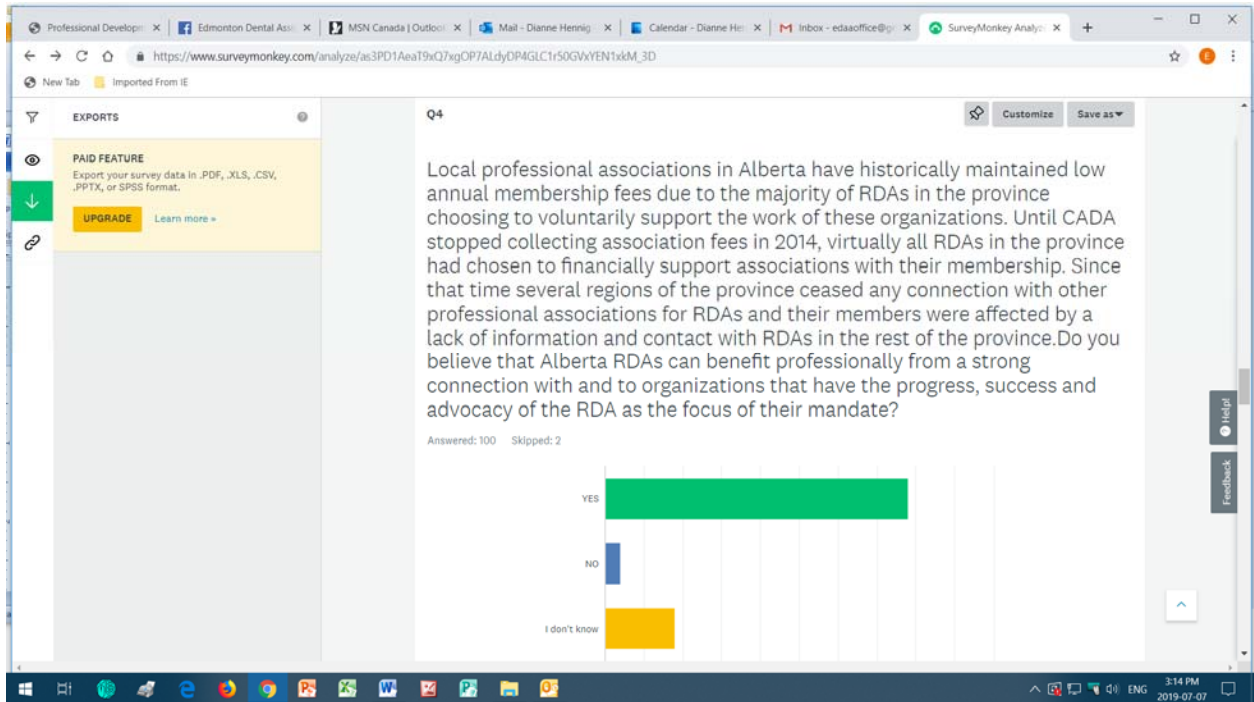 Professional Developm
Edmonton Dental Assi
MSN Canada | Outlook
Mail - Dianne Hennig
Calendar - Dianne Hen
Inbox - edaaoffice@g
SurveyMonkey Analyz
https://www.surveymonkey.com/analyze/as3PD1AeaT9xQ7xgOP7ALdyDP4GLC1r50GVxYEN1xkM_3D
New Tab
Imported From IE
EXPORTS
PAID FEATURE
Export your survey data in .PDF, .XLS, .CSV,
.PPTX, or SPSS format.
UPGRADE
Learn more »
Q4
Customize
Save as
Local professional associations in Alberta have historically maintained low
annual membership fees due to the majority of RDAs in the province
choosing to voluntarily support the work of these organizations. Until CADA
stopped collecting association fees in 2014, virtually all RDAs in the province
had chosen to financially support associations with their membership. Since
that time several regions of the province ceased any connection with other
professional associations for RDAs and their members were affected by a
lack of information and contact with RDAs in the rest of the province.Do you
believe that Alberta RDAs can benefit professionally from a strong
connection with and to organizations that have the progress, success and
advocacy of the RDA as the focus of their mandate?
Answered: 100 Skipped: 2
YES
NO
I don't know
Help!
Feedback
ENG
3:14 PM
2019-07-07